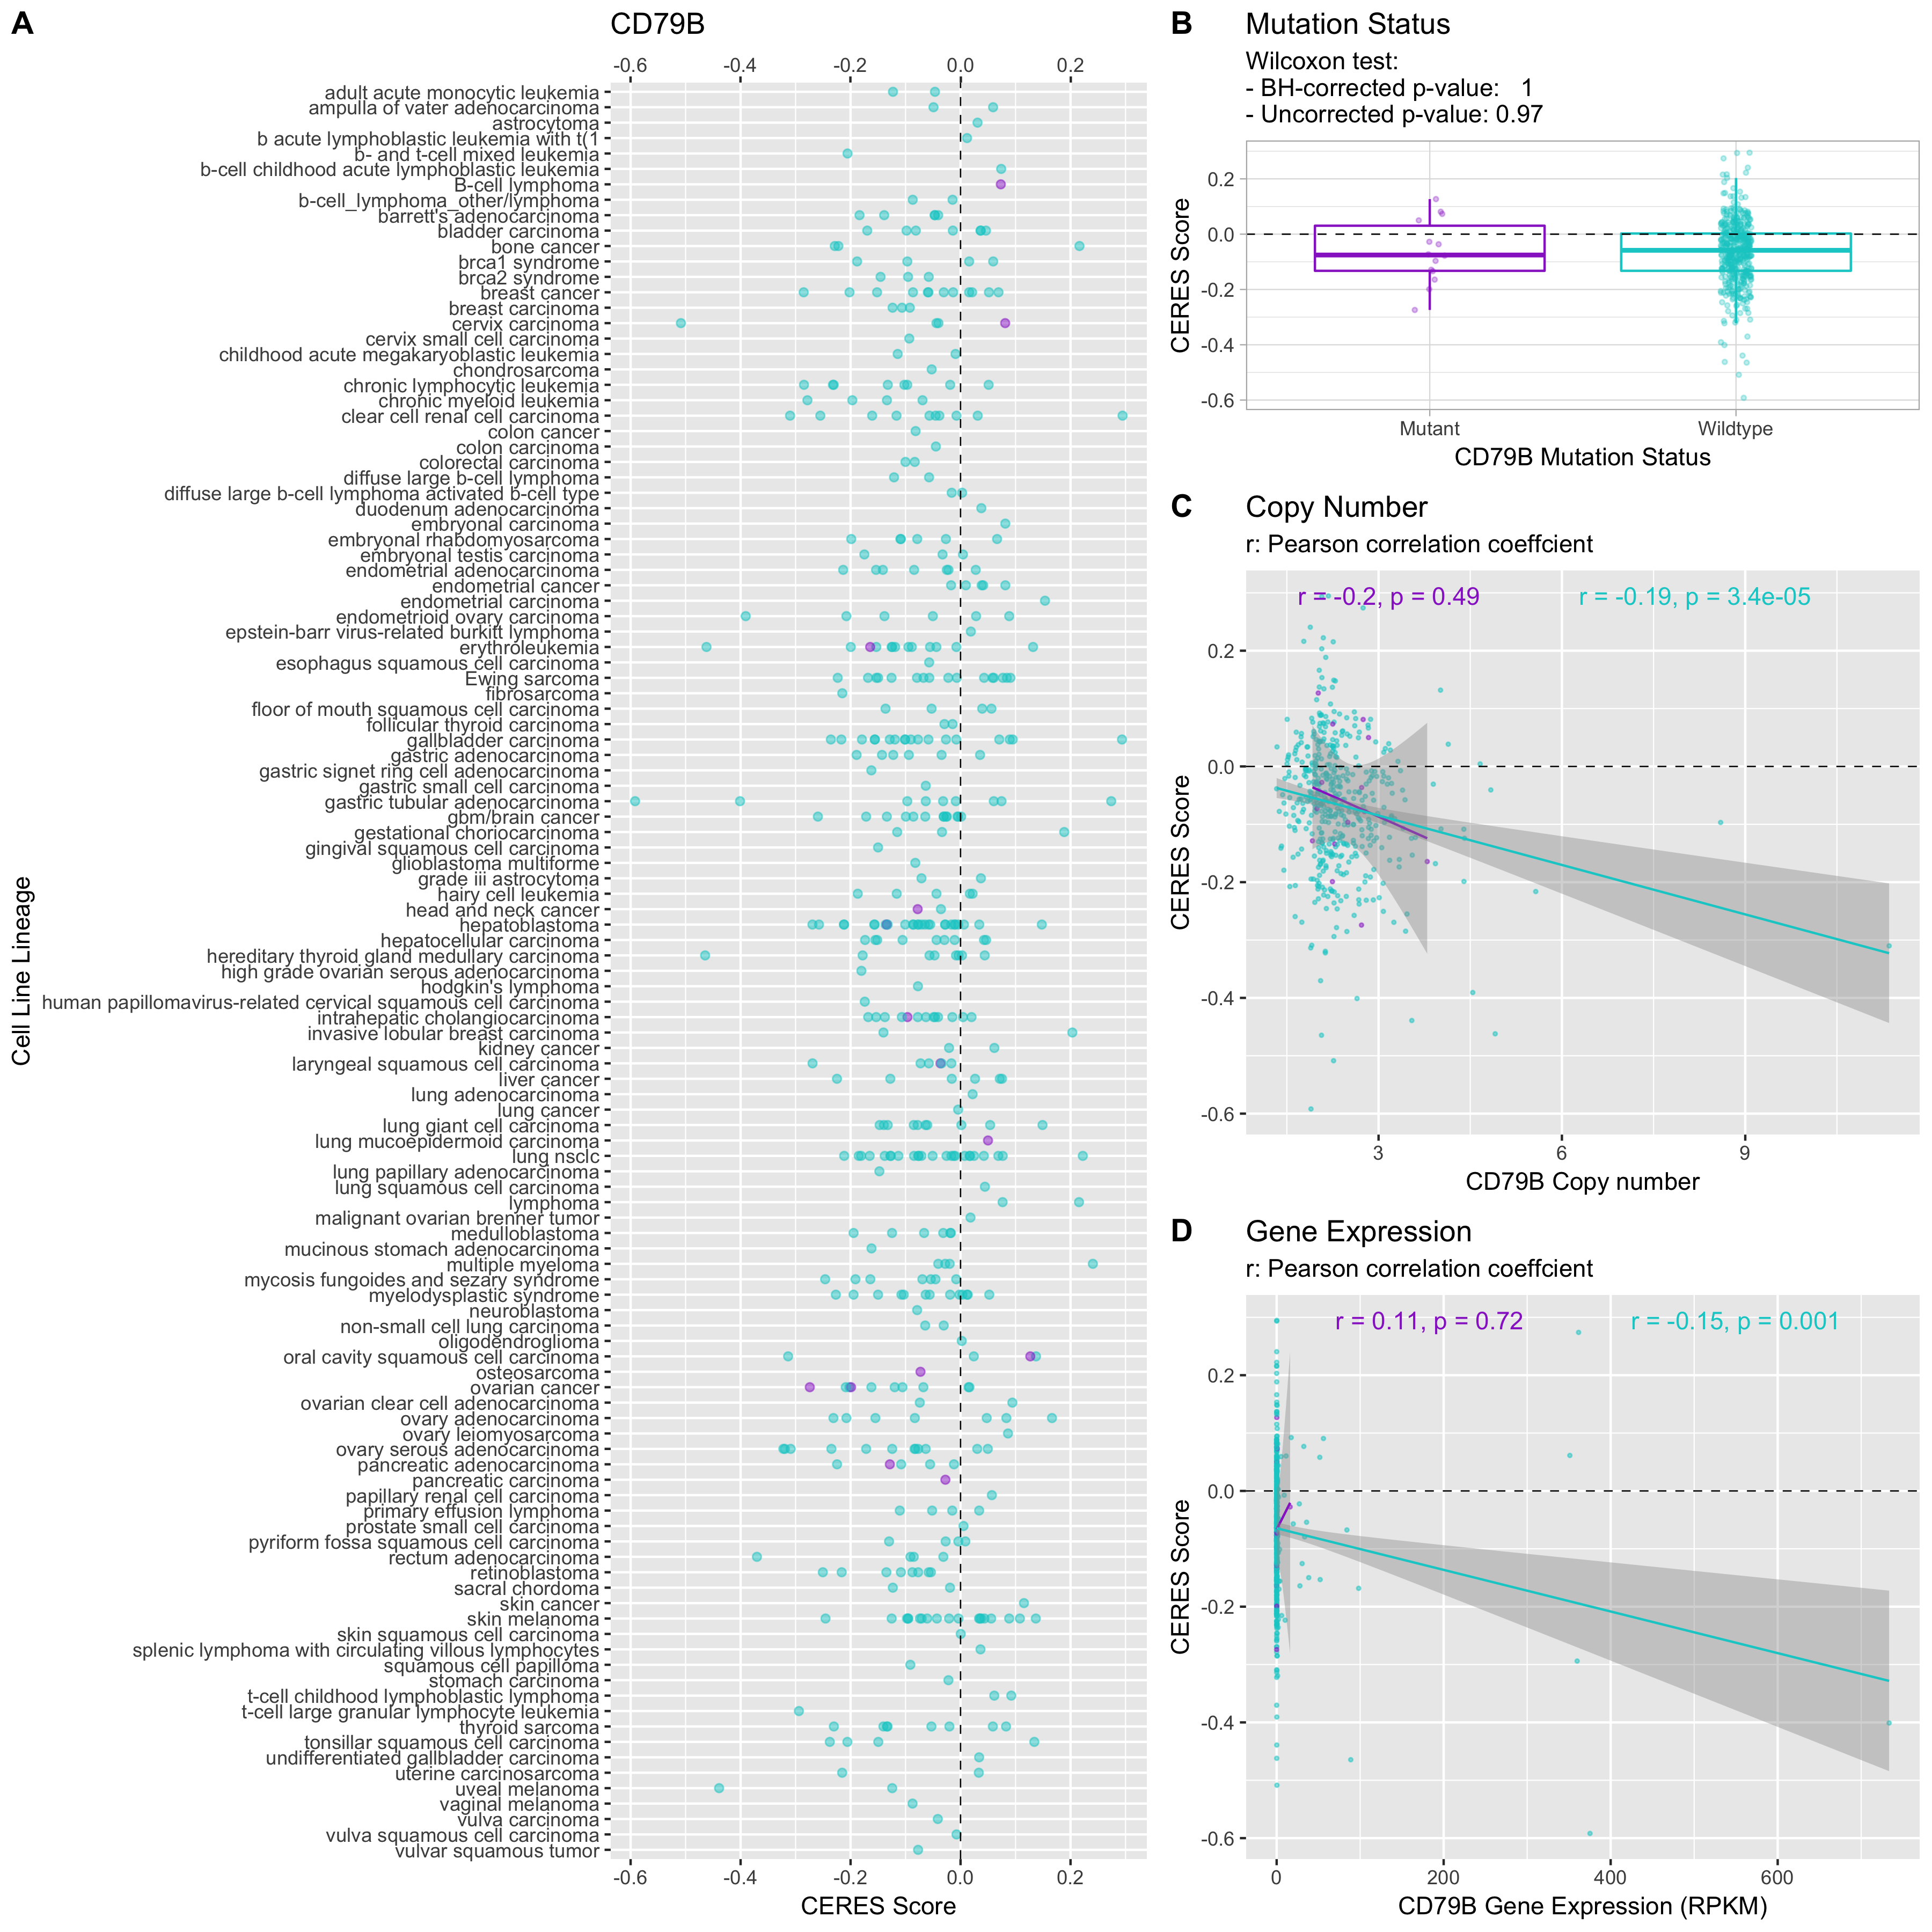 A
CD79B
-0.6 -0.4 -0.2 0.0 0.2
Cell Line Lineage
adult acute monocytic leukemia
ampulla of vater adenocarcinoma
astrocytoma
b acute lymphoblastic leukemia with t(1
b- and t-cell mixed leukemia
b-cell childhood acute lymphoblastic leukemia
B-cell lymphoma
b-cell_lymphoma_other/lymphoma
barrett's adenocarcinoma
bladder carcinoma
bone cancer
brca1 syndrome
brca2 syndrome
breast cancer
breast carcinoma
cervix carcinoma
cervix small cell carcinoma
childhood acute megakaryoblastic leukemia
chondrosarcoma
chronic lymphocytic leukemia
chronic myeloid leukemia
clear cell renal cell carcinoma
colon cancer
colon carcinoma
colorectal carcinoma
diffuse large b-cell lymphoma
diffuse large b-cell lymphoma activated b-cell type
duodenum adenocarcinoma
embryonal carcinoma
embryonal rhabdomyosarcoma
embryonal testis carcinoma
endometrial adenocarcinoma
endometrial cancer
endometrial carcinoma
endometrioid ovary carcinoma
epstein-barr virus-related burkitt lymphoma
erythroleukemia
esophagus squamous cell carcinoma
Ewing sarcoma
fibrosarcoma
floor of mouth squamous cell carcinoma
follicular thyroid carcinoma
gallbladder carcinoma
gastric adenocarcinoma
gastric signet ring cell adenocarcinoma
gastric small cell carcinoma
gastric tubular adenocarcinoma
gbm/brain cancer
gestational choriocarcinoma
gingival squamous cell carcinoma
glioblastoma multiforme
grade iii astrocytoma
hairy cell leukemia
head and neck cancer
hepatoblastoma
hepatocellular carcinoma
hereditary thyroid gland medullary carcinoma
high grade ovarian serous adenocarcinoma
hodgkin's lymphoma
human papillomavirus-related cervical squamous cell carcinoma
intrahepatic cholangiocarcinoma
invasive lobular breast carcinoma
kidney cancer
laryngeal squamous cell carcinoma
liver cancer
lung adenocarcinoma
lung cancer
lung giant cell carcinoma
lung mucoepidermoid carcinoma
lung nsclc
lung papillary adenocarcinoma
lung squamous cell carcinoma
lymphoma
malignant ovarian brenner tumor
medulloblastoma
mucinous stomach adenocarcinoma
multiple myeloma
mycosis fungoides and sezary syndrome
myelodysplastic syndrome
neuroblastoma
non-small cell lung carcinoma
oligodendroglioma
oral cavity squamous cell carcinoma
osteosarcoma
ovarian cancer
ovarian clear cell adenocarcinoma
ovary adenocarcinoma
ovary leiomyosarcoma
ovary serous adenocarcinoma
pancreatic adenocarcinoma
pancreatic carcinoma
papillary renal cell carcinoma
primary effusion lymphoma
prostate small cell carcinoma
pyriform fossa squamous cell carcinoma
rectum adenocarcinoma
retinoblastoma
sacral chordoma
skin cancer
skin melanoma
skin squamous cell carcinoma
splenic lymphoma with circulating villous lymphocytes
squamous cell papilloma
stomach carcinoma
t-cell childhood lymphoblastic lymphoma
t-cell large granular lymphocyte leukemia
thyroid sarcoma
tonsillar squamous cell carcinoma
undifferentiated gallbladder carcinoma
uterine carcinosarcoma
uveal melanoma
vaginal melanoma
vulva carcinoma
vulva squamous cell carcinoma
vulvar squamous tumor
-0.6 -0.4 -0.2 0.0 0.2
CERES Score
B
Mutation Status
Wilcoxon test:
- BH-corrected p-value: 1
- Uncorrected p-value: 0.97
CERES Score
0.2
0.0
-0.2
-0.4
-0.6
Mutant Wildtype
CD79B Mutation Status
C
Copy Number
r: Pearson correlation coeffcient
r = -0.2, p = 0.49 r = -0.19, p = 3.4e-05
CERES Score
0.2
0.0
-0.2
-0.4
-0.6
3 6 9
CD79B Copy number
D
Gene Expression
r: Pearson correlation coeffcient
r = 0.11, p = 0.72 r = -0.15, p = 0.001
CERES Score
0.2
0.0
-0.2
-0.4
-0.6
0 200 400 600
CD79B Gene Expression (RPKM)